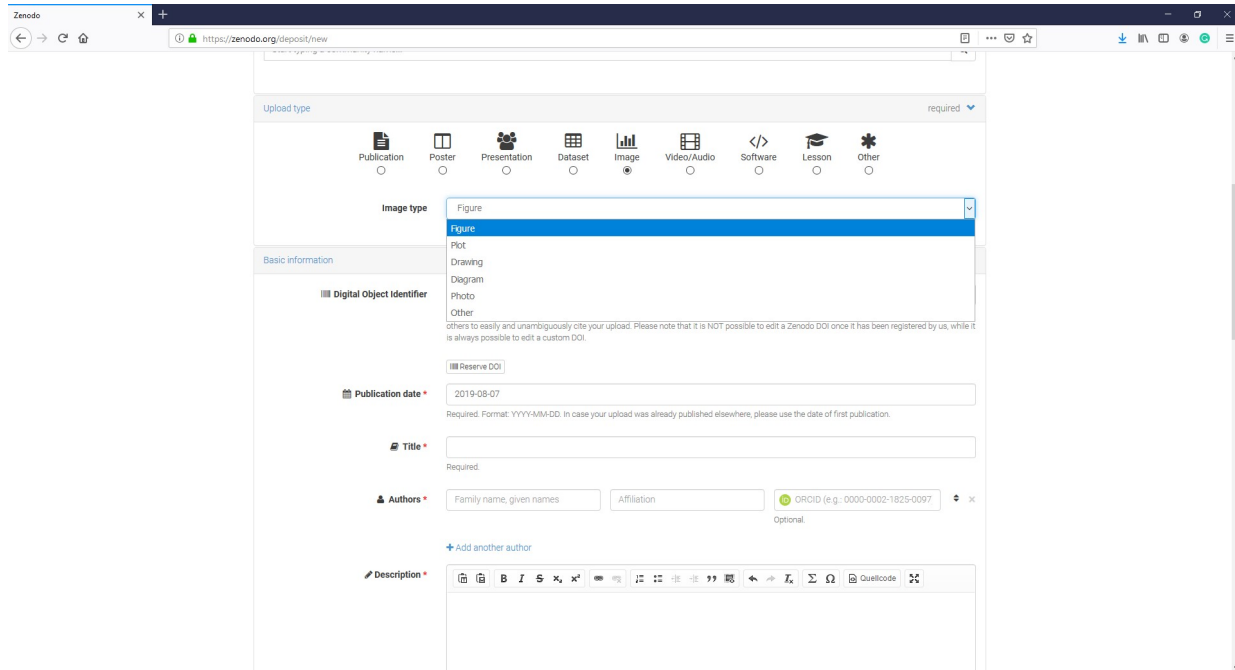 Zenodo
https://zenodo.org/deposit/new
Upload type
required
Publication
Poster
Presentation
Dataset
Image
Video/Audio
Software
Lesson
Other
Image type
Figure
Figure
Plot
Drawing
Diagram
Photo
Other
Basic information
Digital Object Identifier
others to easily and unambiguously cite your upload. Please note that it is NOT possible to edit a Zenodo DOI once it has been registered by us, while it
is always possible to edit a custom DOI.
Reserve DOI
Publication date *
2019-08-07
Required. Format: YYYY-MM-DD. In case your upload was already published elsewhere, please use the date of first publication.
Title *
Required.
Authors *
Family name, given names
Affiliation
iD ORCID (e.g.: 0000-0002-1825-0097
Optional.
Add another author
Description *
B I S x₂ x² Σ Ω Quellcode